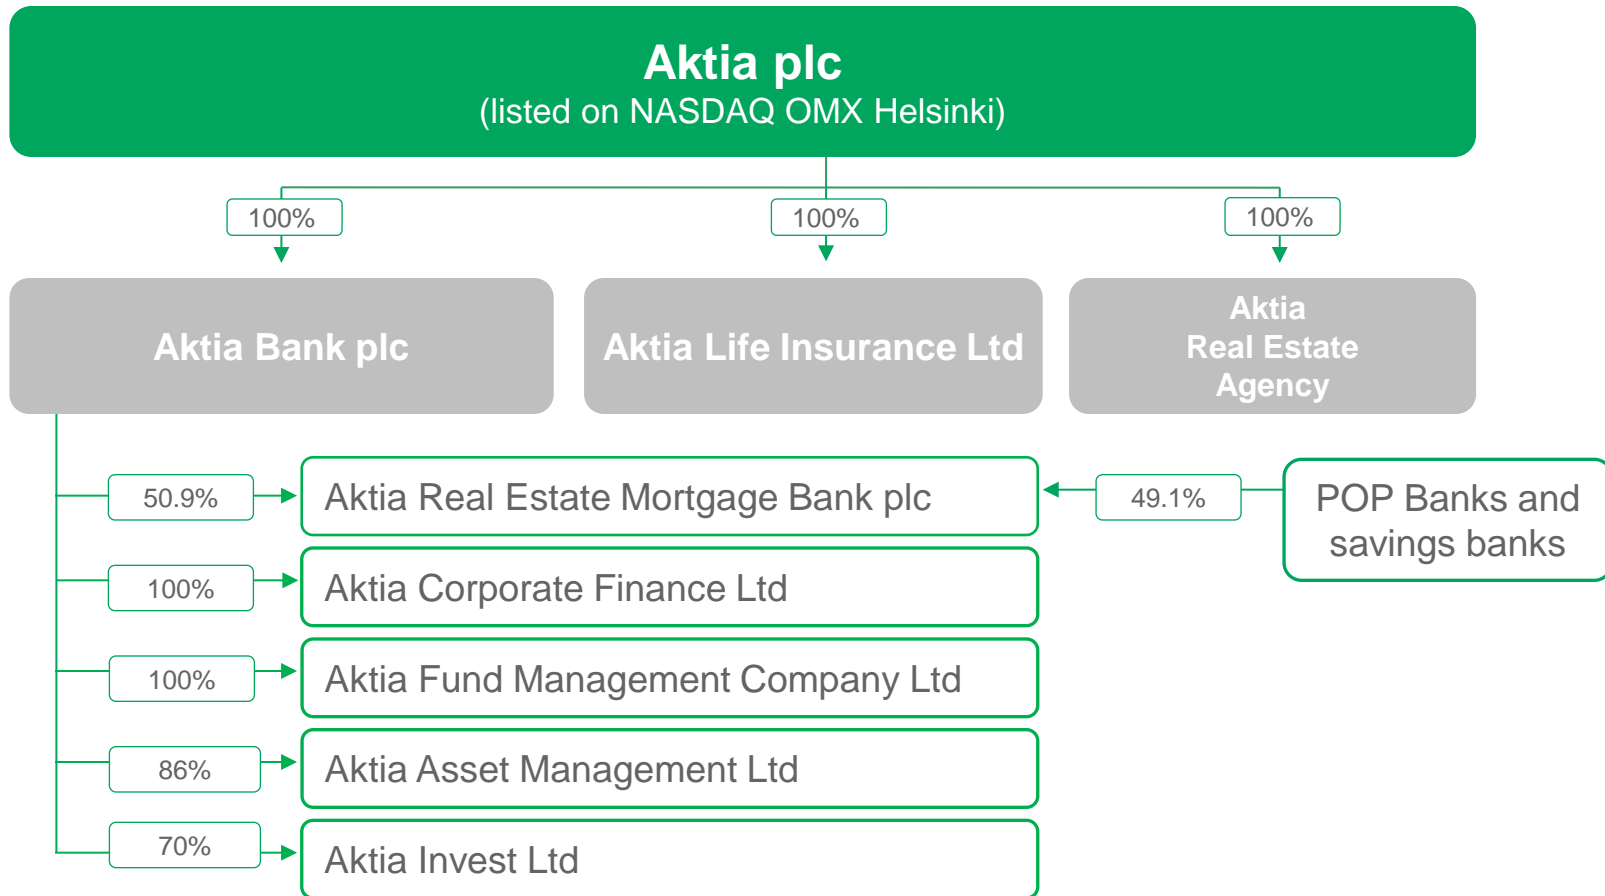 Aktia plc
(listed on NASDAQ OMX Helsinki)
100%
100%
100%
Aktia Bank plc
Aktia Life Insurance Ltd
Aktia
Real Estate
Agency
50.9%
Aktia Real Estate Mortgage Bank plc
49.1%
POP Banks and
savings banks
100%
Aktia Corporate Finance Ltd
100%
Aktia Fund Management Company Ltd
86%
Aktia Asset Management Ltd
70%
Aktia Invest Ltd